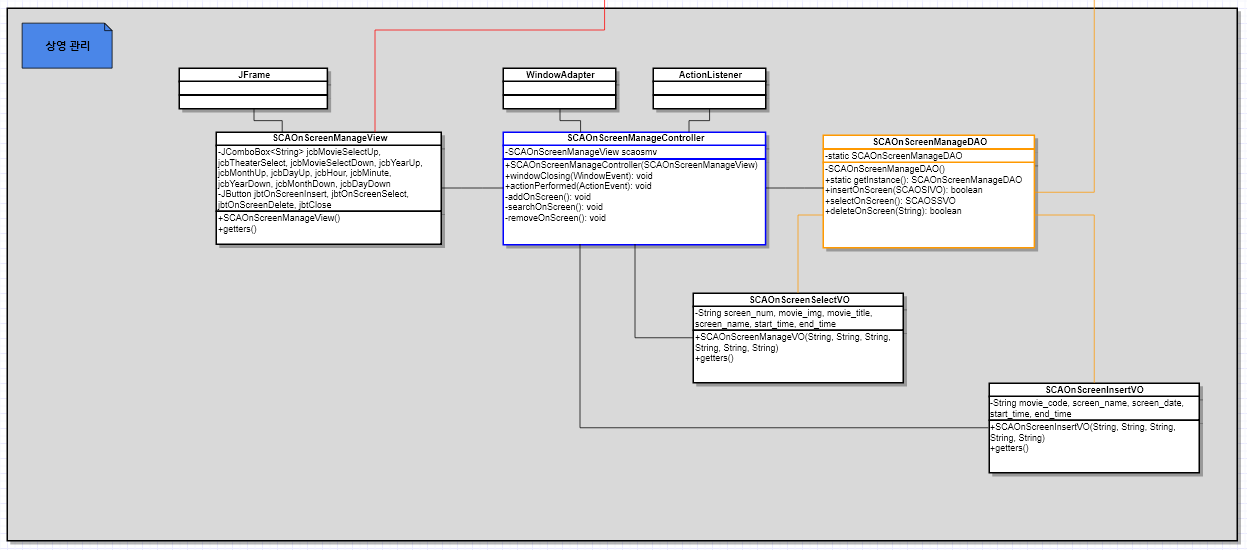 상영 관리
JFrame
WindowAdapter
ActionListener
SCAOnScreenManageView
-JComboBox<String> jcbMovieSelectUp,
jcbTheaterSelect, jcbMovieSelectDown, jcbYearUp,
jcbMonthUp, jcbDayUp, jcbHour, jcbMinute,
jcbYearDown, jcbMonthDown, jcbDayDown
-JButton jbtOnScreenInsert, jbtOnScreenSelect,
jbtOnScreenDelete, jbtClose
+SCAOnScreenManageView()
+getters()
SCAOnScreenManageController
-SCAOnScreenManageView scaosmv
+SCAOnScreenManageController(SCAOnScreenManageView)
+windowClosing(WindowEvent): void
+actionPerformed(ActionEvent): void
-addOnScreen(): void
-searchOnScreen(): void
-removeOnScreen(): void
SCAOnScreenManageDAO
-static SCAOnScreenManageDAO
-SCAOnScreenManageDAO()
+static getInstance(): SCAOnScreenManageDAO
+insertOnScreen(SCAOSIVO): boolean
+selectOnScreen(): SCAOSSVO
+deleteOnScreen(String): boolean
SCAOnScreenSelectVO
-String screen_num, movie_img, movie_title,
screen_name, start_time, end_time
+SCAOnScreenManageVO(String, String, String,
String, String, String)
+getters()
SCAOnScreenInsertVO
-String movie_code, screen_name, screen_date,
start_time, end_time
+SCAOnScreenInsertVO(String, String, String,
String, String)
+getters()